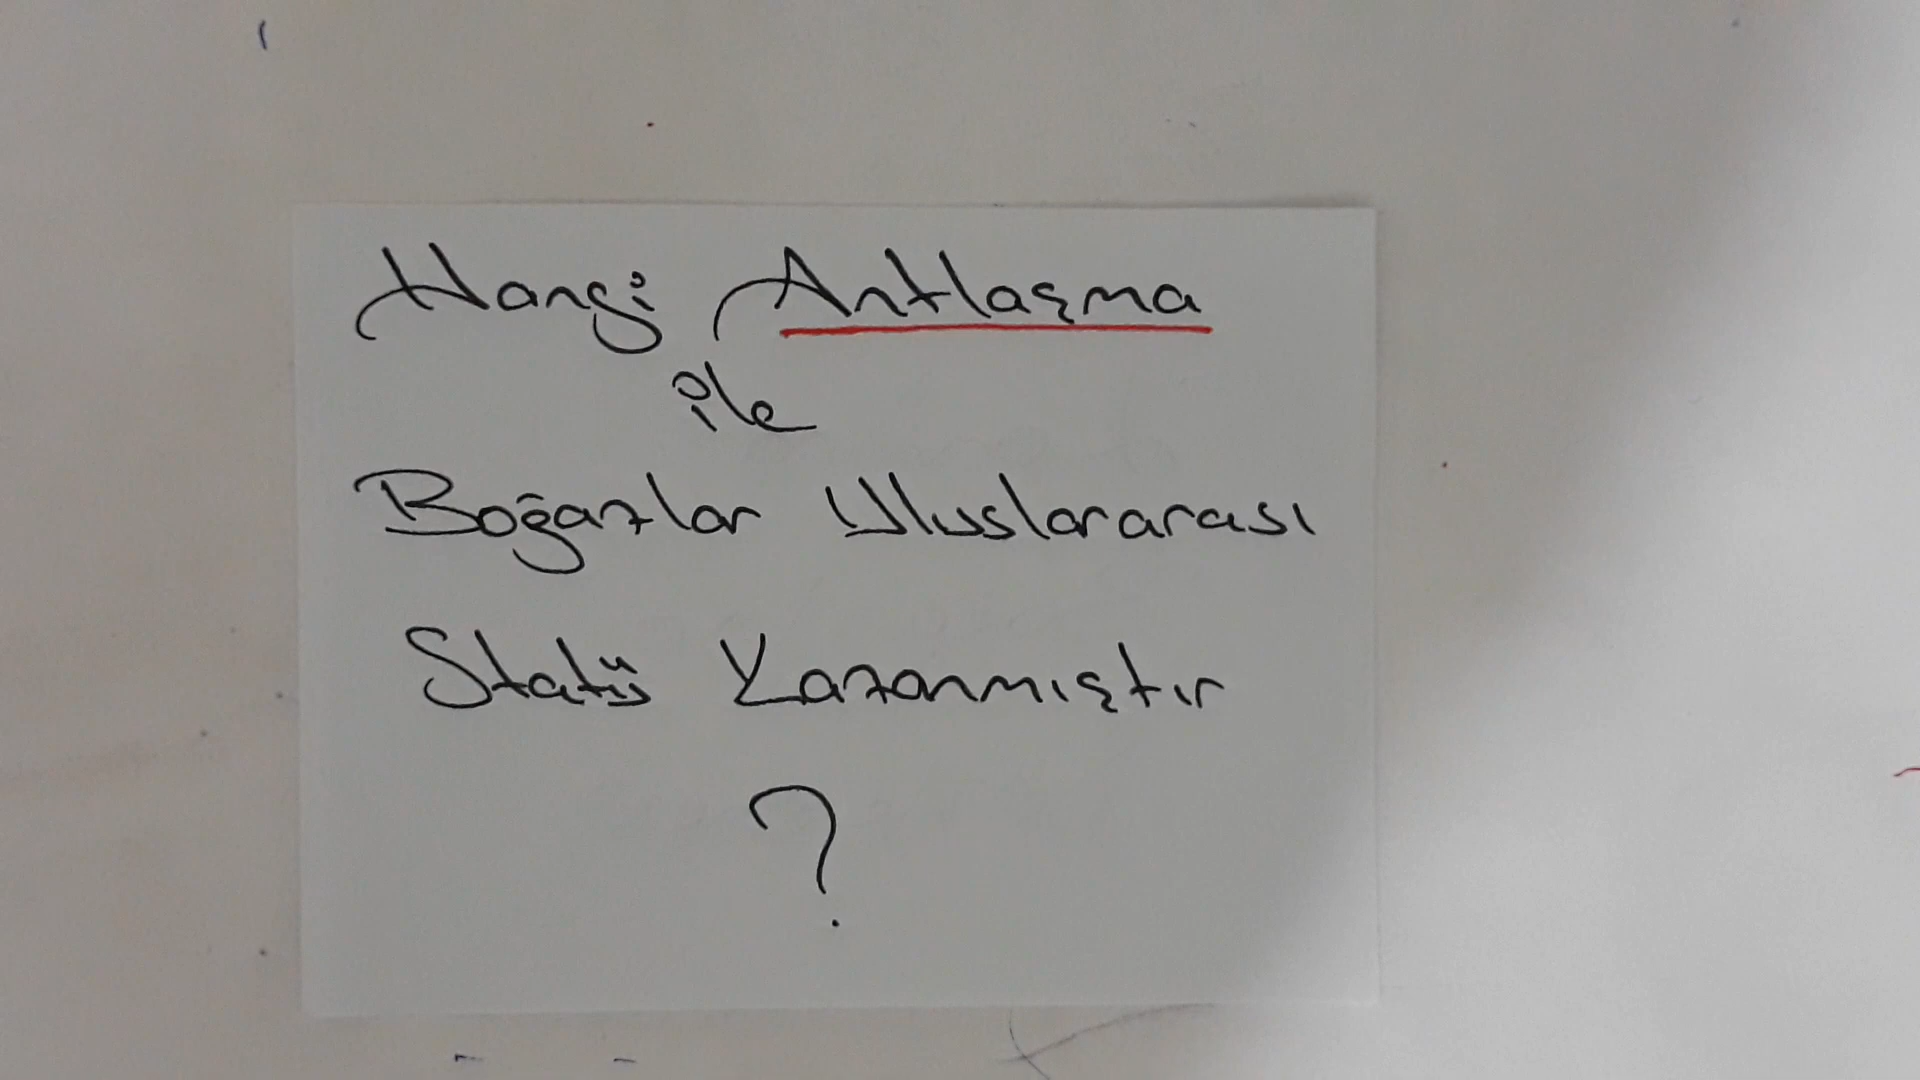 Hangi Antlaşma
ile
Boğazlar Uluslararası
Statü Kazanmıştır
?